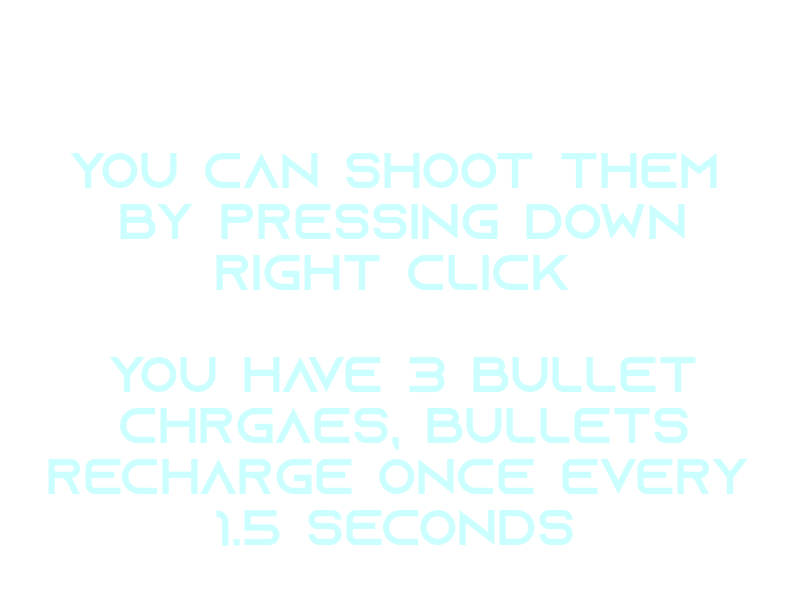 YOU CAN SHOOT THEM
BY PRESSING DOWN
RIGHT CLICK
YOU HAVE 3 BULLET
CHRGAES, BULLETS
RECHARGE ONCE EVERY
1.5 SECONDS